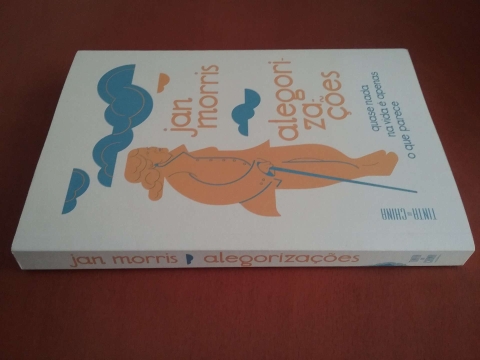 jan
morris
alegori-
za-
ções
quase nada
na vida é apenas
o que parece
TINTA DA CHINA
jan morris alegorizações